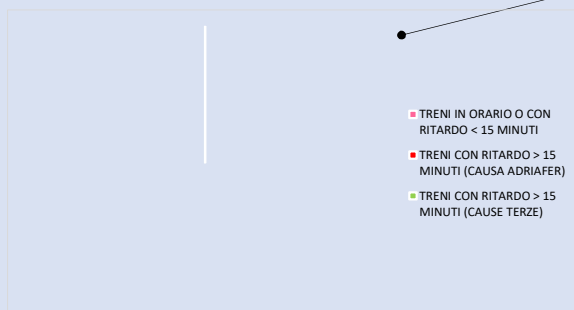 TRENI IN ORARIO O CON
RITARDO < 15 MINUTI
TRENI CON RITARDO > 15
MINUTI (CAUSA ADRIAFER)
TRENI CON RITARDO > 15
MINUTI (CAUSE TERZE)